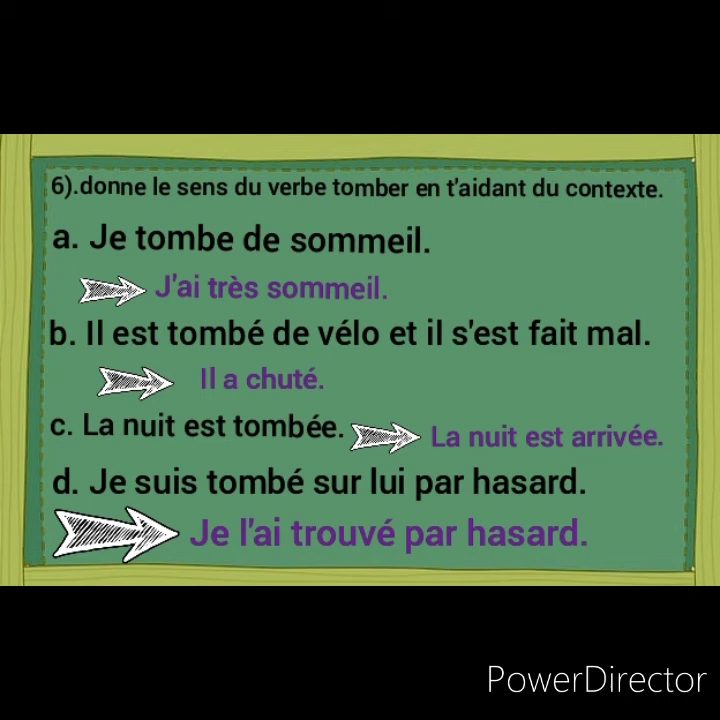 6).donne le sens du verbe tomber en t'aidant du contexte.
a. Je tombe de sommeil.
J'ai très sommeil.
b. Il est tombé de vélo et il s'est fait mal.
Il a chuté.
c. La nuit est tombée. La nuit est arrivée.
d. Je suis tombé sur lui par hasard.
Je l'ai trouvé par hasard.
PowerDirector